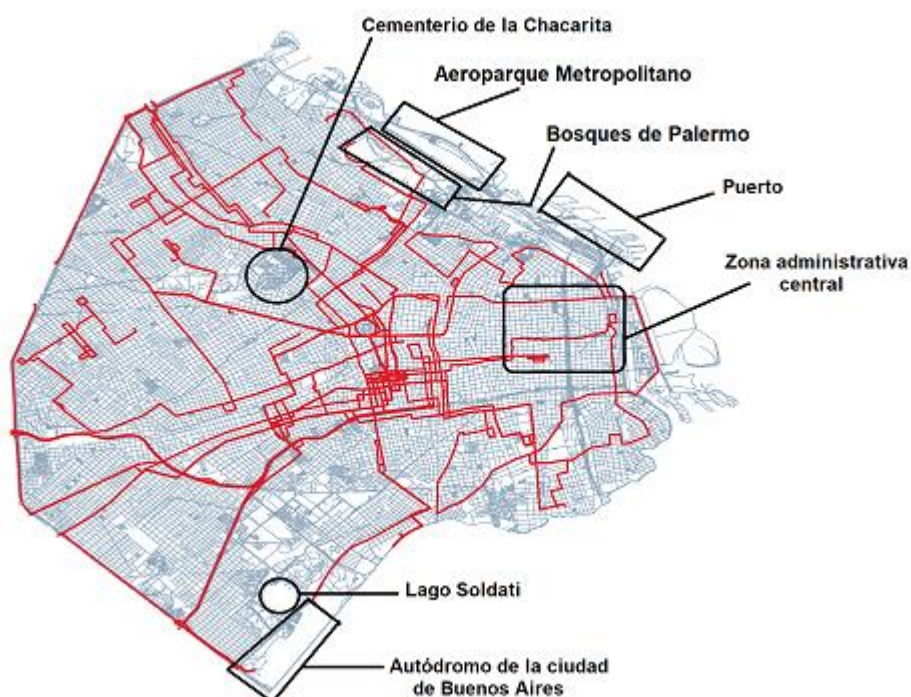 Cementerio de la Chacarita
Aeroparque Metropolitano
Bosques de Palermo
Puerto
Zona administrativa
central
Lago Soldati
Autódromo de la ciudad
de Buenos Aires